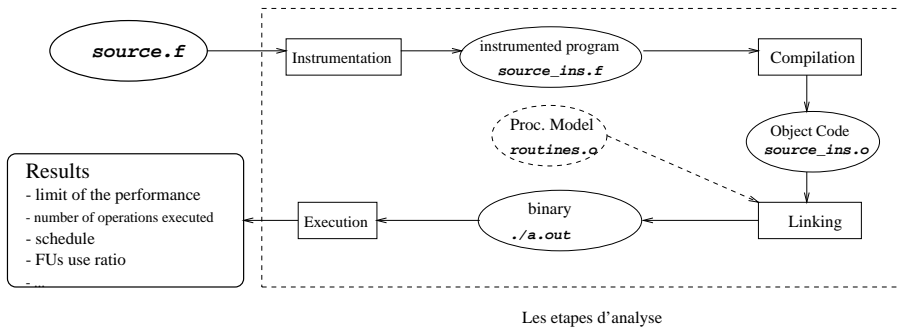 source.f
Instrumentation
instrumented program
source_ins.f
Compilation
Object Code
source_ins.o
Proc. Model
routines.o
Linking
binary
./a.out
Execution
Results
- limit of the performance
- number of operations executed
- schedule
- FUs use ratio
- ...
Les etapes d'analyse